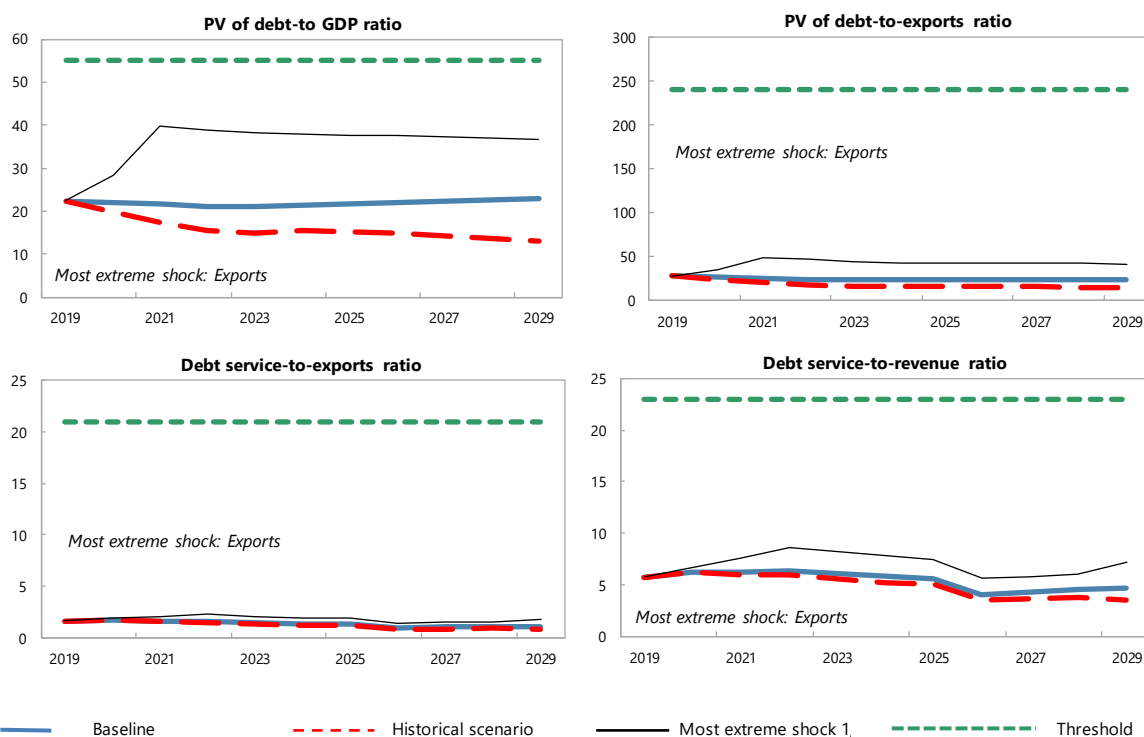 PV of debt-to GDP ratio
60
50
40
30
20
10
0
Most extreme shock: Exports
2019 2021 2023 2025 2027 2029
PV of debt-to-exports ratio
300
250
200
150
100
50
0
Most extreme shock: Exports
2019 2021 2023 2025 2027 2029
Debt service-to-exports ratio
25
20
15
10
5
0
Most extreme shock: Exports
2019 2021 2023 2025 2027 2029
Debt service-to-revenue ratio
25
20
15
10
5
0
Most extreme shock: Exports
2019 2021 2023 2025 2027 2029
Baseline Historical scenario Most extreme shock 1, Threshold